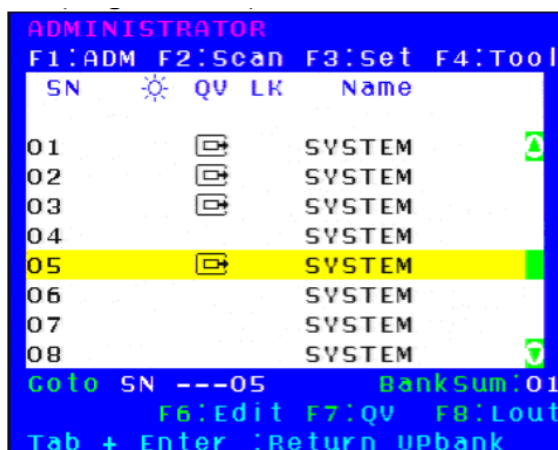 ADMINISTRATOR
F1:ADM F2:Scan F3:Set F4:Tool
SN QV LK Name
01 SYSTEM
02 SYSTEM
03 SYSTEM
04 SYSTEM
05 SYSTEM
06 SYSTEM
07 SYSTEM
08 SYSTEM
Goto SN ---05 BankSum:01
F6:Edit F7:QV F8:Lout
Tab + Enter :Return UPbank